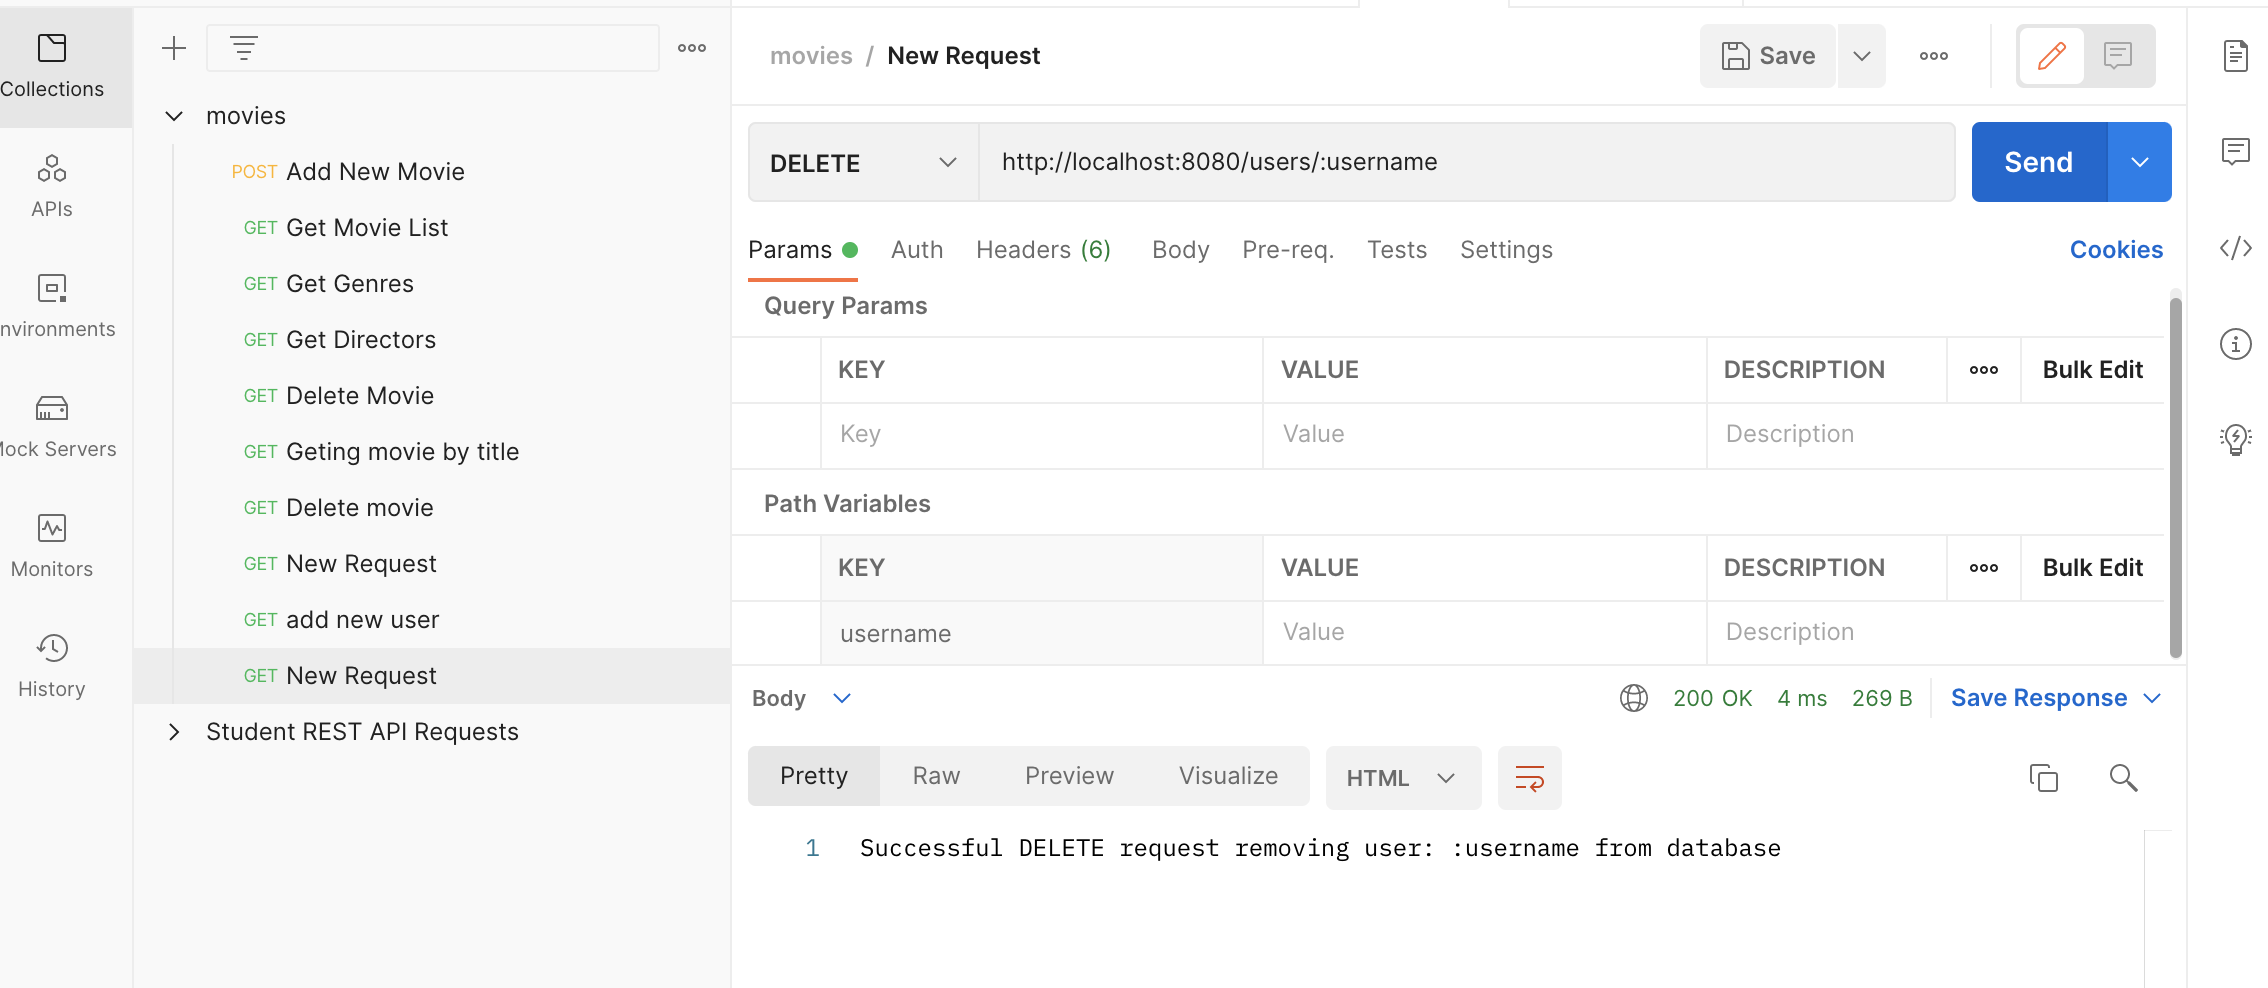 Collections
APIs
nvironments
Mock Servers
Monitors
History
movies
POST Add New Movie
GET Get Movie List
GET Get Genres
GET Get Directors
GET Delete Movie
GET Geting movie by title
GET Delete movie
GET New Request
GET add new user
GET New Request
Student REST API Requests
movies / New Request
Save
DELETE
http://localhost:8080/users/:username
Send
Params Auth Headers (6) Body Pre-req. Tests Settings
Cookies
Query Params
KEY VALUE DESCRIPTION Bulk Edit
Key Value Description
Path Variables
KEY VALUE DESCRIPTION Bulk Edit
username Value Description
Body 200 OK 4 ms 269 B Save Response
Pretty Raw Preview Visualize HTML
1 Successful DELETE request removing user: :username from database